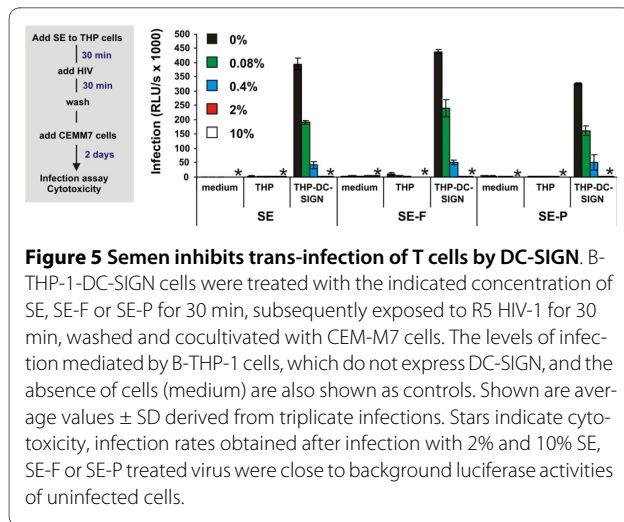 Add SE to THP cells
30 min
add HIV
30 min
wash
add CEMM7 cells
2 days
Infection assay
Cytotoxicity
Infection (RLU/s x 1000)
500
450
400
350
300
250
200
150
100
50
0
0%
0.08%
0.4%
2%
10%
* * * * * * * * *
medium THP THP-DC-SIGN medium THP THP-DC-SIGN medium THP THP-DC-SIGN
SE SE-F SE-P
Figure 5 Semen inhibits trans-infection of T cells by DC-SIGN. B-
THP-1-DC-SIGN cells were treated with the indicated concentration of
SE, SE-F or SE-P for 30 min, subsequently exposed to R5 HIV-1 for 30
min, washed and cocultivated with CEM-M7 cells. The levels of infec-
tion mediated by B-THP-1 cells, which do not express DC-SIGN, and the
absence of cells (medium) are also shown as controls. Shown are aver-
age values ± SD derived from triplicate infections. Stars indicate cyto-
toxicity, infection rates obtained after infection with 2% and 10% SE,
SE-F or SE-P treated virus were close to background luciferase activities
of uninfected cells.